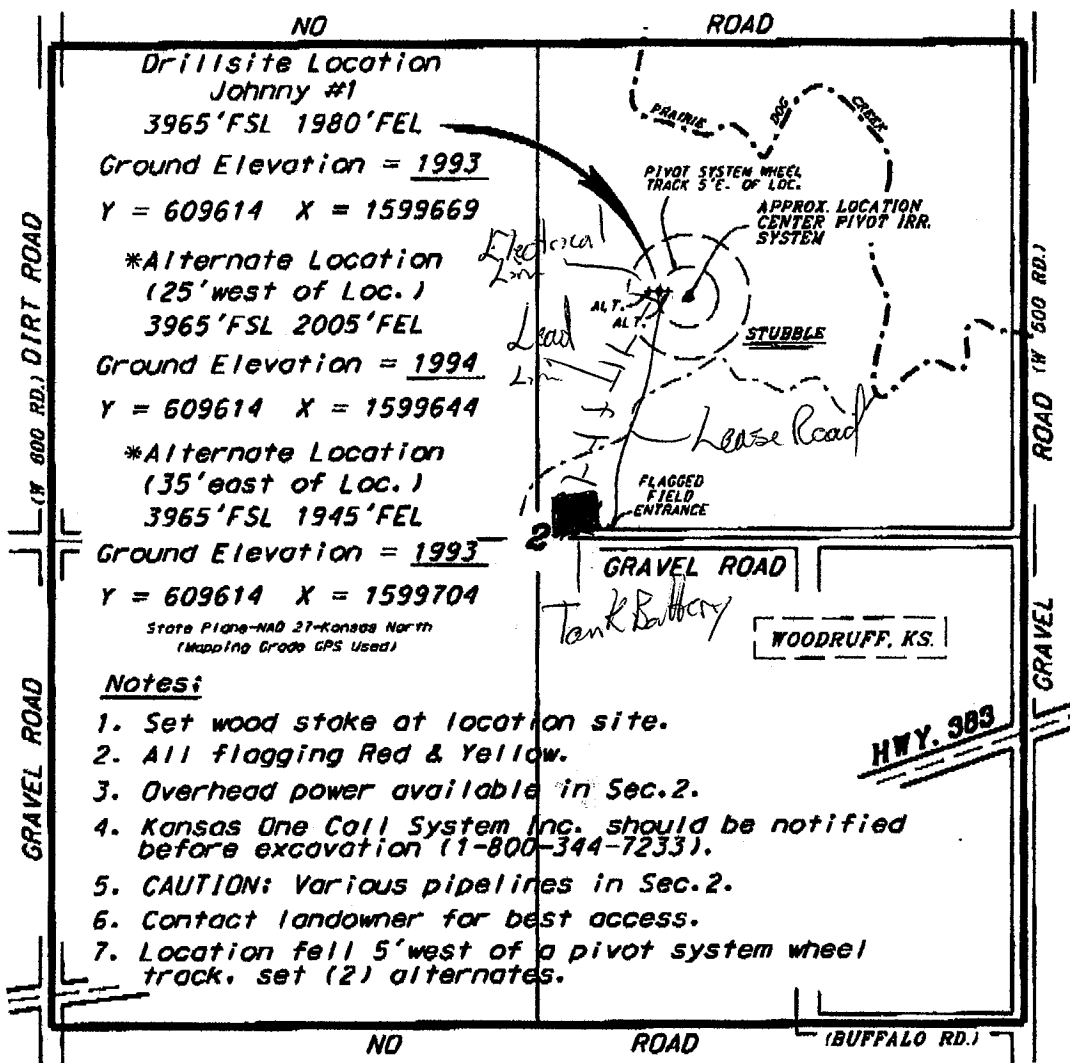 NO ROAD
Drillsite Location
Johnny #1
3965'FSL 1980'FEL
Ground Elevation = 1993
Y = 609614 X = 1599669
*Alternate Location
(25'west of Loc.)
3965'FSL 2005'FEL
Ground Elevation = 1994
Y = 609614 X = 1599644
*Alternate Location
(35'east of Loc.)
3965'FSL 1945'FEL
Ground Elevation = 1993
Y = 609614 X = 1599704
State Plane-NAD 27-Kansas North
(Mapping Grade GPS Used)
PRAIRIE DOG CREEK
PIVOT SYSTEM WHEEL
TRACK 5'E. OF LOC.
APPROX. LOCATION
CENTER PIVOT IRR.
SYSTEM
Electrical
Line
ALT.
ALT.
Lead
Line
STUBBLE
Lease Road
FLAGGED
FIELD
ENTRANCE
2
GRAVEL ROAD
Tank Battery
WOODRUFF, KS.
HWY. 383
Notes:
1. Set wood stake at location site.
2. All flagging Red & Yellow.
3. Overhead power available in Sec.2.
4. Kansas One Call System Inc. should be notified
before excavation (1-800-344-7233).
5. CAUTION: Various pipelines in Sec.2.
6. Contact landowner for best access.
7. Location fell 5'west of a pivot system wheel
track, set (2) alternates.
GRAVEL ROAD
(W 600 RD.) DIRT ROAD
GRAVEL ROAD (W 500 RD.)
NO ROAD
(BUFFALO RD.)